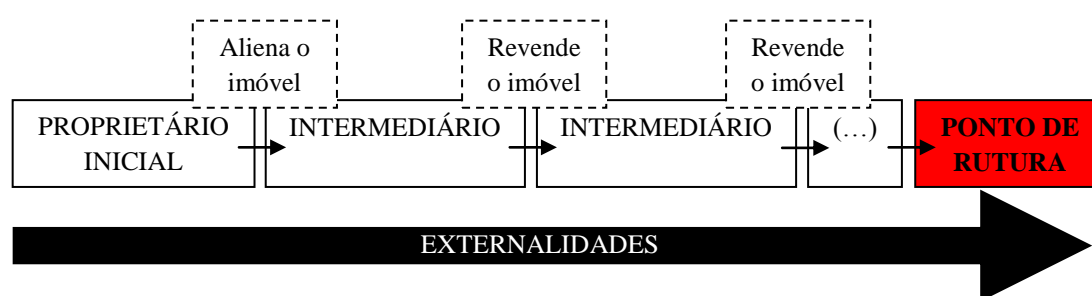 Aliena o
imóvel
Revende
o imóvel
Revende
o imóvel
PROPRIETÁRIO
INICIAL
INTERMEDIÁRIO
INTERMEDIÁRIO
(…)
PONTO DE
RUTURA
EXTERNALIDADES